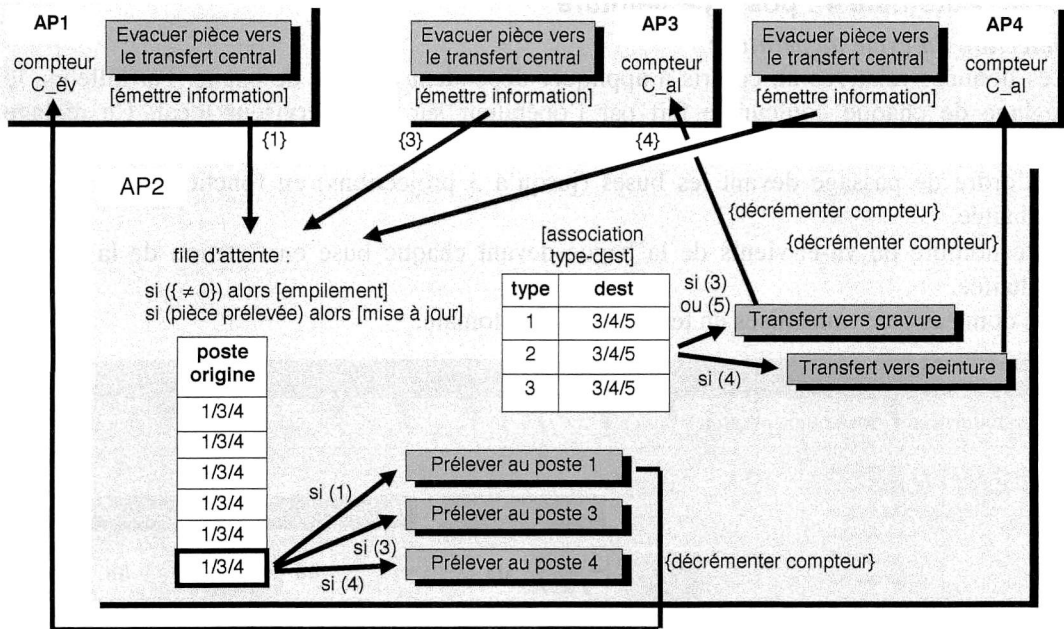 AP1
compteur
C_év
Evacuer pièce vers
le transfert central
[émettre information]
{1}
Evacuer pièce vers
le transfert central
[émettre information]
{3}
AP3
compteur
C_al
Evacuer pièce vers
le transfert central
[émettre information]
{4}
AP4
compteur
C_al
AP2
file d'attente :
si ({ ≠ 0}) alors [empilement]
si (pièce prélevée) alors [mise à jour]
{décrémenter compteur}
{décrémenter compteur}
[association
type-dest]
type dest
1 3/4/5
2 3/4/5
3 3/4/5
si (3)
ou (5)
Transfert vers gravure
si (4)
Transfert vers peinture
poste
origine
1/3/4
1/3/4
1/3/4
1/3/4
1/3/4
1/3/4
si (1)
si (3)
si (4)
Prélever au poste 1
Prélever au poste 3
Prélever au poste 4
{décrémenter compteur}